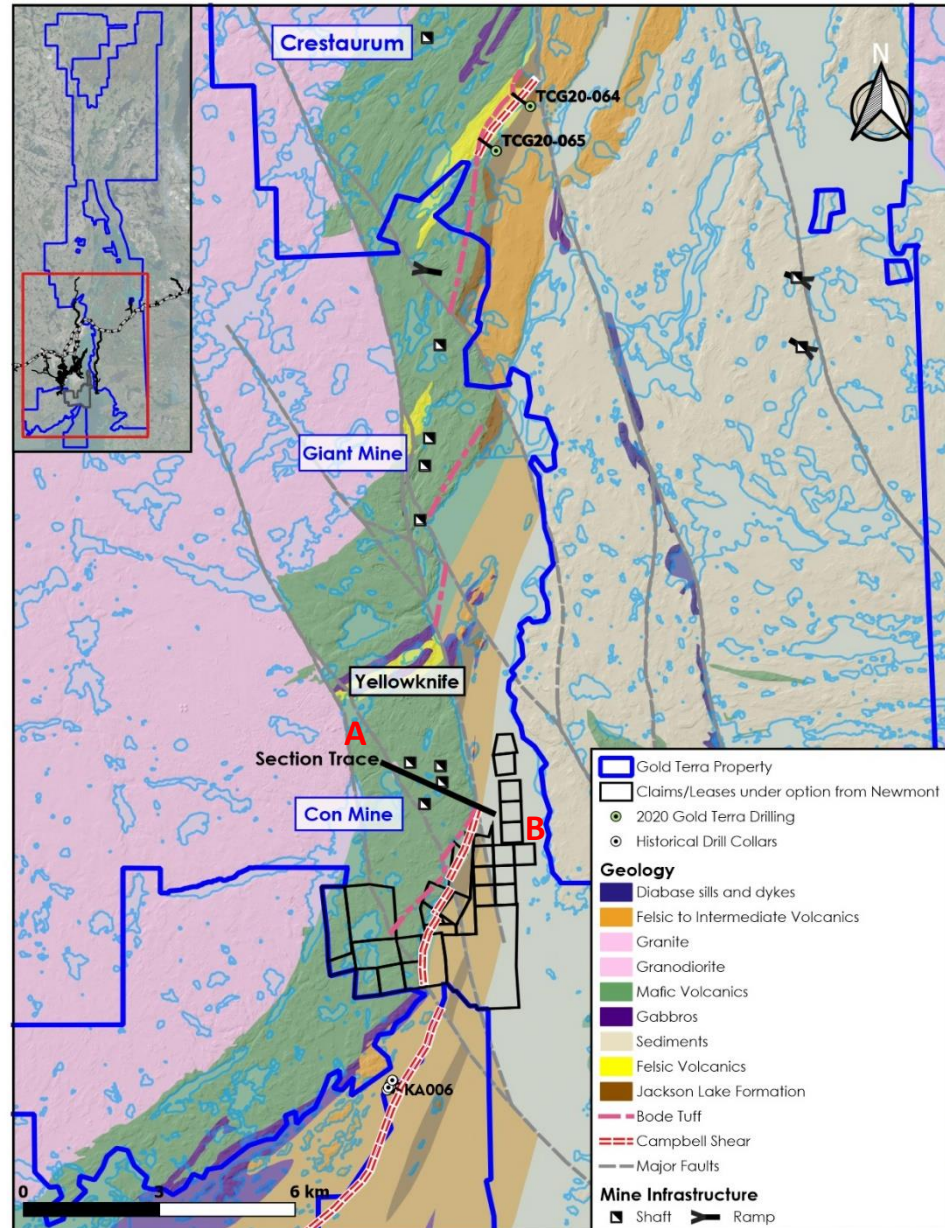 Crestaurum
N
TCG20-064
TCG20-065
Giant Mine
Yellowknife
A
Section Trace
Con Mine
B
KA006
0 3 6 km
Gold Terra Property
Claims/Leases under option from Newmont
2020 Gold Terra Drilling
Historical Drill Collars
Geology
Diabase sills and dykes
Felsic to Intermediate Volcanics
Granite
Granodiorite
Mafic Volcanics
Gabbros
Sediments
Felsic Volcanics
Jackson Lake Formation
Bode Tuff
Campbell Shear
Major Faults
Mine Infrastructure
Shaft Ramp